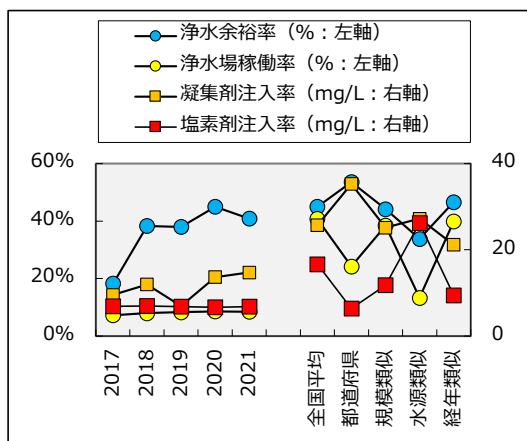 浄水余裕率（%：左軸）
浄水場稼働率（%：左軸）
凝集剤注入率（mg/L：右軸）
塩素剤注入率（mg/L：右軸）
60%
40%
20%
0%
40
20
0
2017
2018
2019
2020
2021
全国平均
都道府県
規模類似
水源類似
経年類似